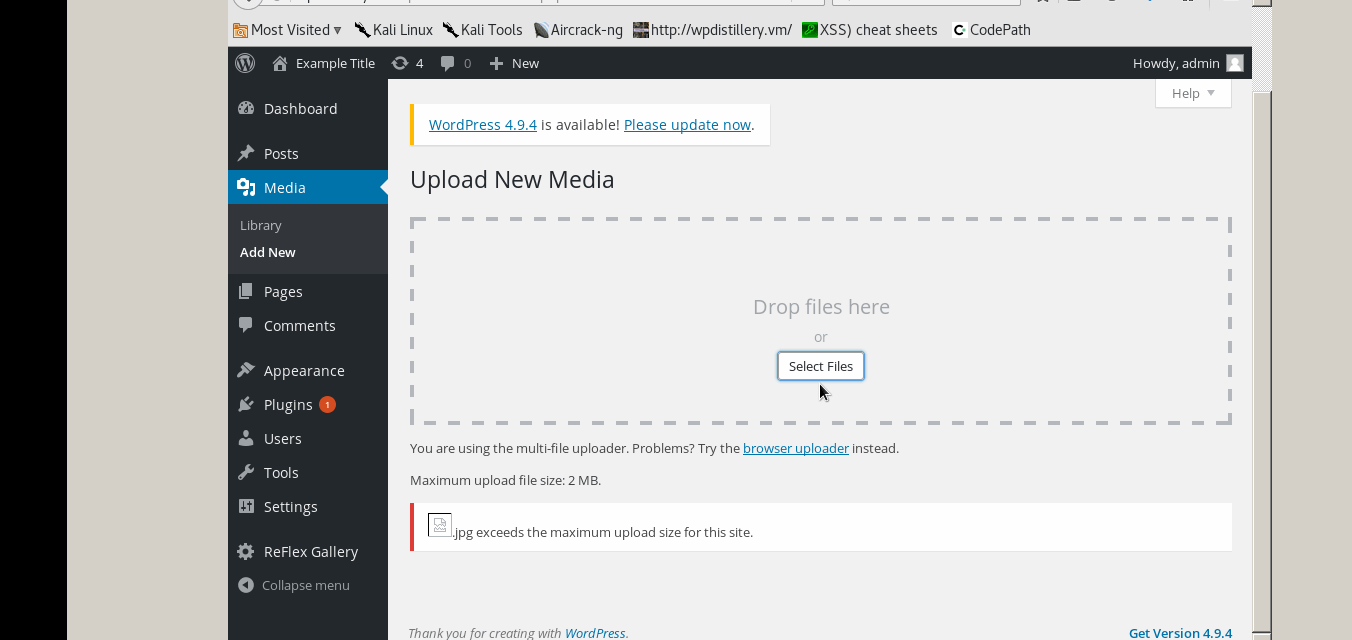 Most Visited Kali Linux Kali Tools Aircrack-ng http://wpdistillery.vm/ XSS) cheat sheets CodePath
Example Title 4 0 New Howdy, admin
Help
Dashboard
Posts
Media
Library
Add New
Pages
Comments
Appearance
Plugins 1
Users
Tools
Settings
ReFlex Gallery
Collapse menu
WordPress 4.9.4 is available! Please update now.
Upload New Media
Drop files here
or
Select Files
You are using the multi-file uploader. Problems? Try the browser uploader instead.
Maximum upload file size: 2 MB.
.jpg exceeds the maximum upload size for this site.
Thank you for creating with WordPress.
Get Version 4.9.4